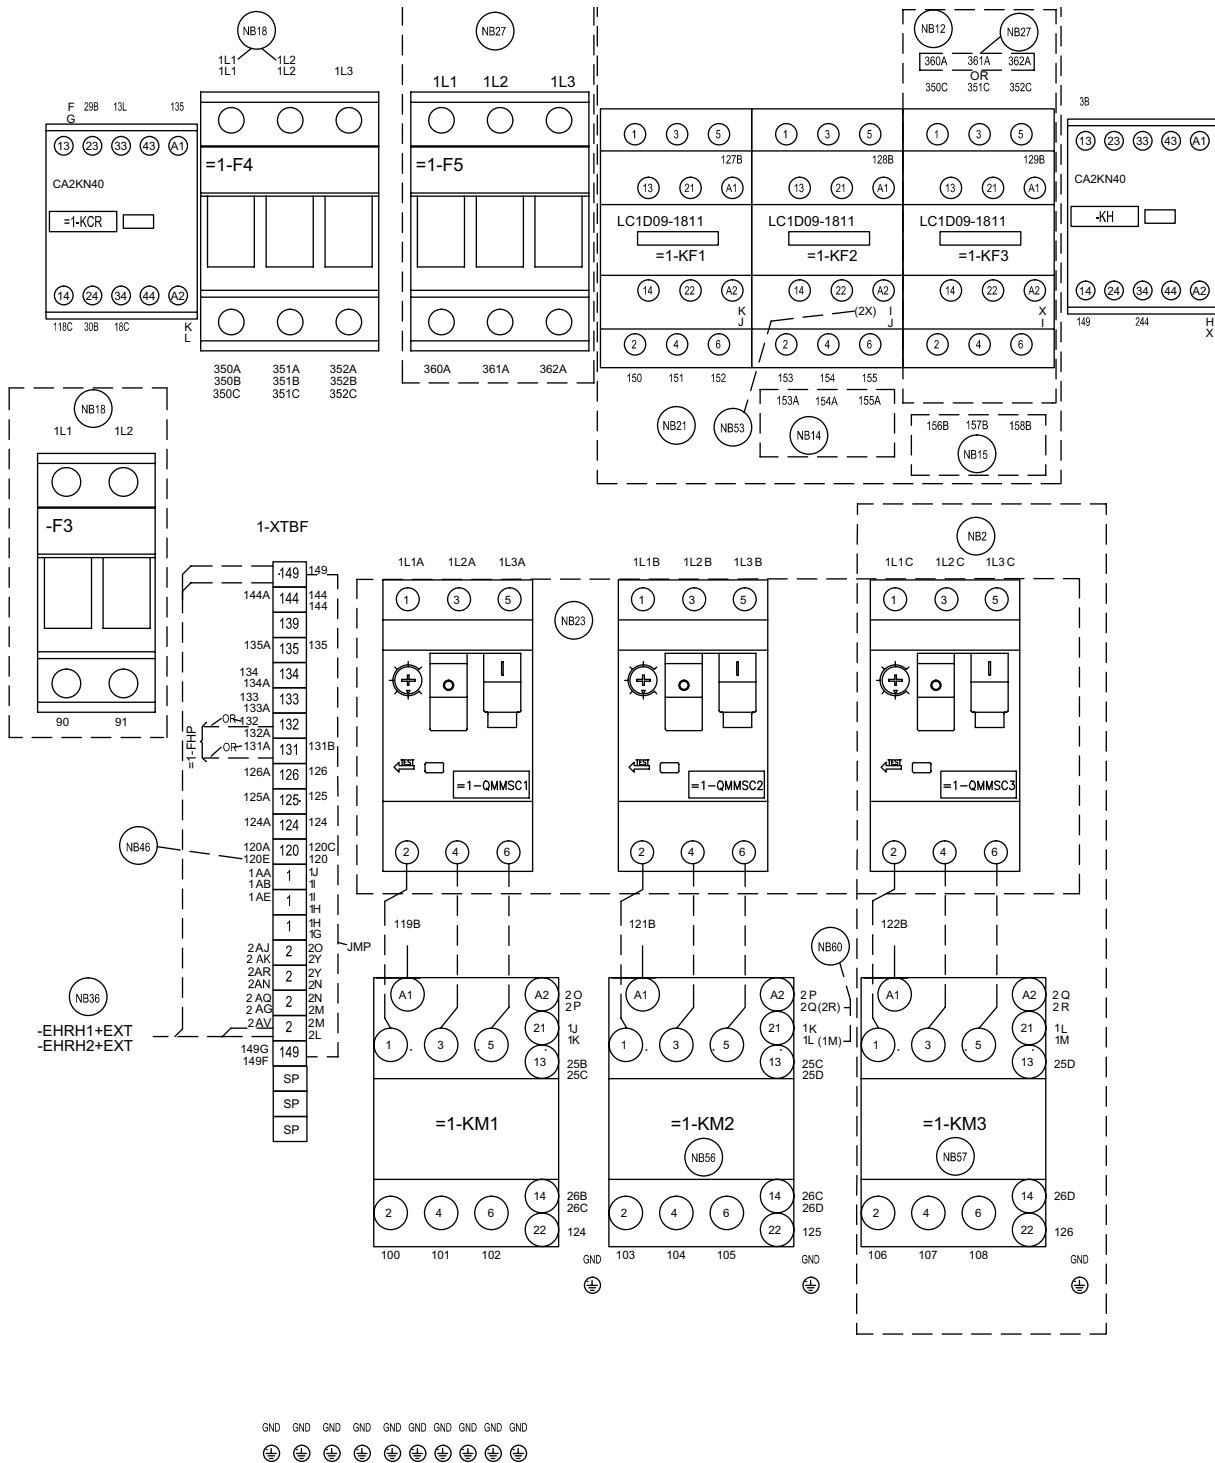 NB18
1L1 1L2
1L1 1L2 1L3
NB27
1L1 1L2 1L3
NB12 NB27
360A 361A 362A
OR
350C 351C 352C
F 29B 13L 135
G
13 23 33 43 A1
CA2KN40
=1-KCR
14 24 34 44 A2
118C 30B 18C K
L
=1-F4
350A 351A 352A
350B 351B 352B
350C 351C 352C
=1-F5
360A 361A 362A
1 3 5
127B
13 21 A1
LC1D09-1811
=1-KF1
14 22 A2
K
J
2 4 6
150 151 152
1 3 5
128B
13 21 A1
LC1D09-1811
=1-KF2
14 22 A2
(2X) I
J
2 4 6
153 154 155
153A 154A 155A
NB21 NB53 NB14
1 3 5
129B
13 21 A1
LC1D09-1811
=1-KF3
14 22 A2
X
I
2 4 6
156B 157B 158B
NB15
3B
13 23 33 43 A1
CA2KN40
-KH
14 24 34 44 A2
149 244 H
X
NB18
1L1 1L2
-F3
90 91
1-XTBF
149 149
144A 144 144
144
139
135A 135 135
134 134
134A
133 133
133A
OR 132 132
132A
OR 131A 131 131B
=1-FHP
126A 126 126
125A 125 125
124A 124 124
120A 120 120C
120E 120
NB46
1AA 1 1J
1AB 1I
1AE 1 1I
1H
1 1H
1G
2AJ 2 2O
2AK 2Y
2AR 2 2Y
2AN 2N
2AQ 2 2N
2AG 2M
2AV 2 2M
2L
149G 149
149F
SP
SP
SP
JMP
NB36
-EHRH1+EXT
-EHRH2+EXT
NB23
1L1A 1L2A 1L3A
1 3 5
TEST
=1-QMMSC1
2 4 6
119B
A1 A2 2O
2P
21 1J
1K
1 3 5
13 25B
25C
=1-KM1
14 26B
26C
2 4 6
22 124
100 101 102
GND
1L1B 1L2B 1L3B
1 3 5
TEST
=1-QMMSC2
2 4 6
121B
A1 A2 2P
2Q(2R)
21 1K
1L (1M)
1 3 5
13 25C
25D
=1-KM2
NB56
14 26C
26D
2 4 6
22 125
103 104 105
GND
NB60
NB2
1L1C 1L2C 1L3C
1 3 5
TEST
=1-QMMSC3
2 4 6
122B
A1 A2 2Q
2R
21 1L
1M
1 3 5
13 25D
=1-KM3
NB57
14 26D
2 4 6
22 126
106 107 108
GND
GND GND GND GND GND GND GND GND GND GND